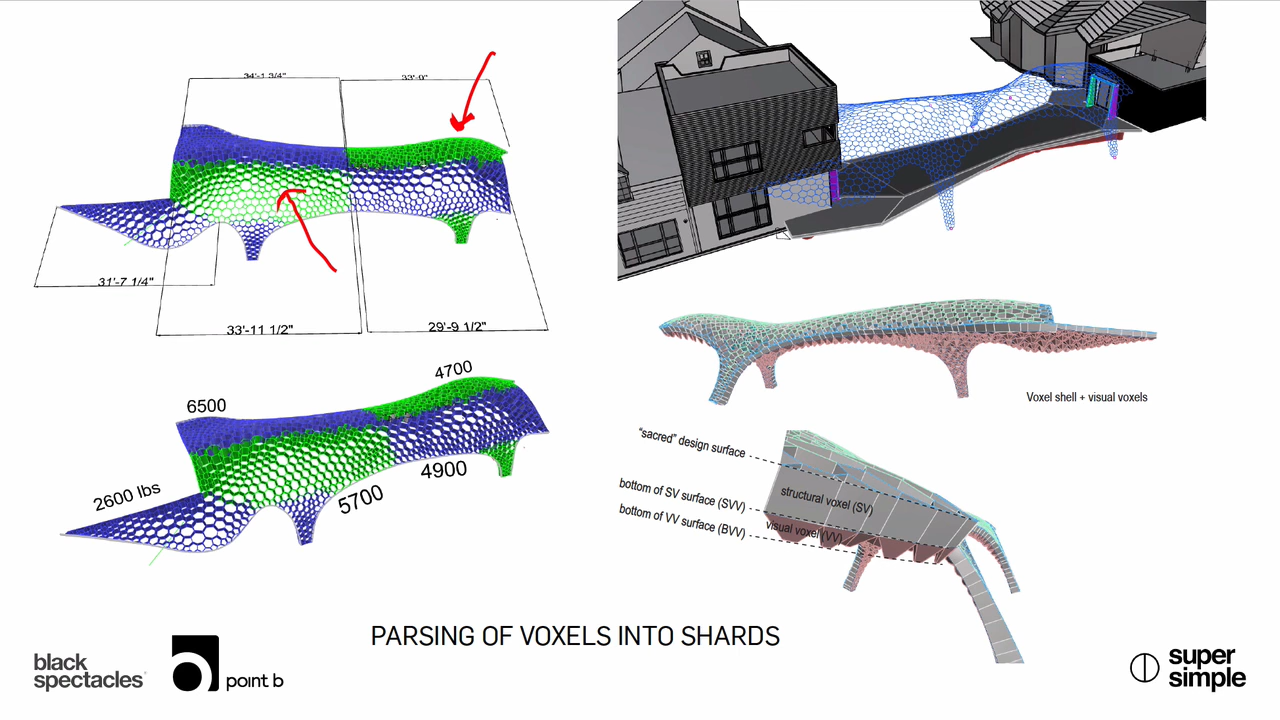 34'-1 3/4"
33'-0"
31'-7 1/4"
33'-11 1/2"
29'-9 1/2"
4700
6500
2600 lbs
5700
4900
Voxel shell + visual voxels
“sacred” design surface
bottom of SV surface (SVV)
bottom of VV surface (BVV)
structural voxel (SV)
visual voxel (VV)
PARSING OF VOXELS INTO SHARDS
black
spectacles
point b
super
simple